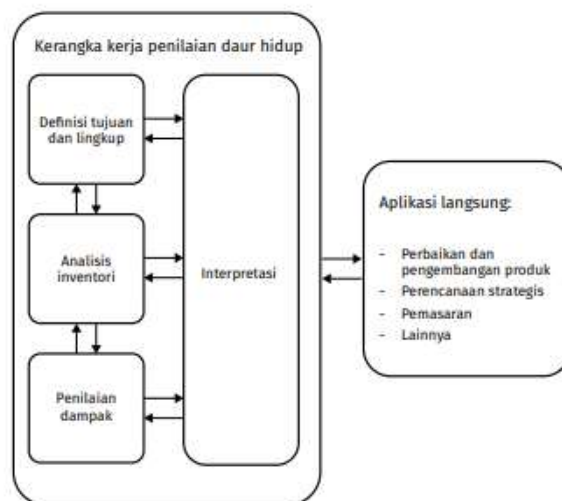 Kerangka kerja penilaian daur hidup
Definisi tujuan
dan lingkup
Analisis
inventori
Penilaian
dampak
Interpretasi
Aplikasi langsung:
- Perbaikan dan
pengembangan produk
- Perencanaan strategis
- Pemasaran
- Lainnya